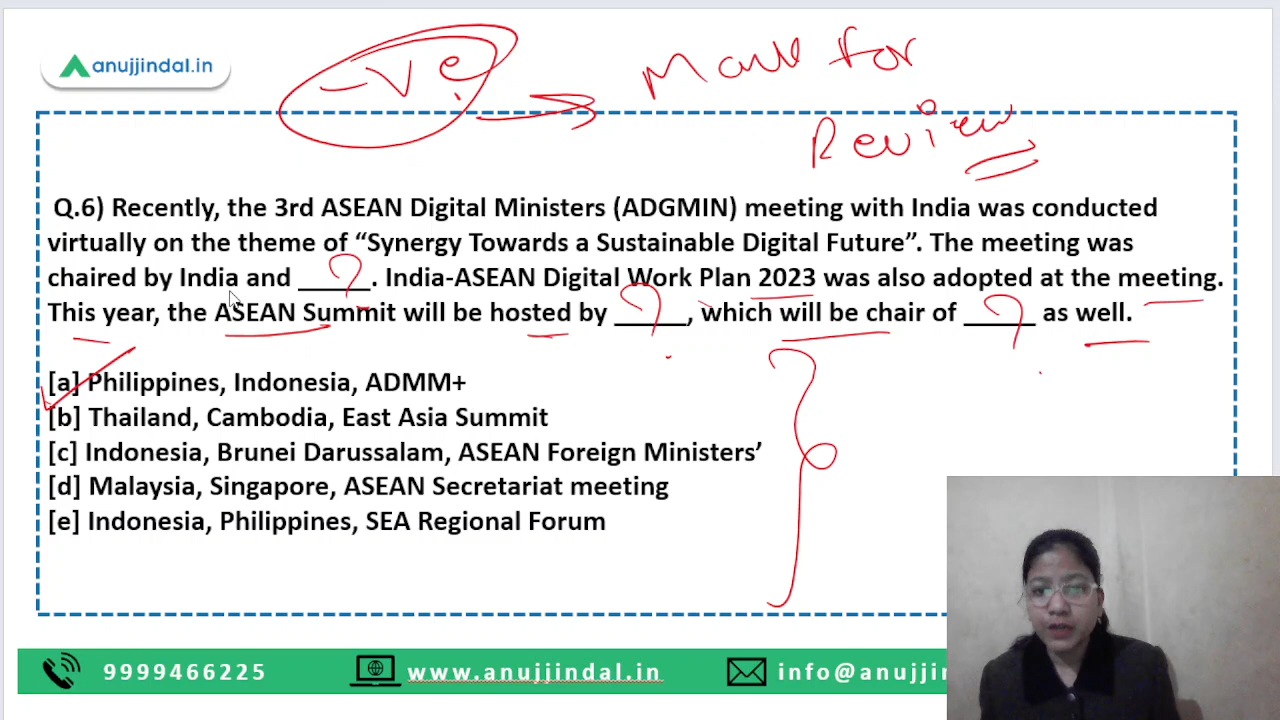 anujjindal.in
-ve
Mark for
Review
Q.6) Recently, the 3rd ASEAN Digital Ministers (ADGMIN) meeting with India was conducted
virtually on the theme of “Synergy Towards a Sustainable Digital Future”. The meeting was
chaired by India and _____. India-ASEAN Digital Work Plan 2023 was also adopted at the meeting.
This year, the ASEAN Summit will be hosted by _____, which will be chair of _____ as well.
? ? ?
[a] Philippines, Indonesia, ADMM+
[b] Thailand, Cambodia, East Asia Summit
[c] Indonesia, Brunei Darussalam, ASEAN Foreign Ministers’
[d] Malaysia, Singapore, ASEAN Secretariat meeting
[e] Indonesia, Philippines, SEA Regional Forum
9999466225 www.anujjindal.in info@anujji